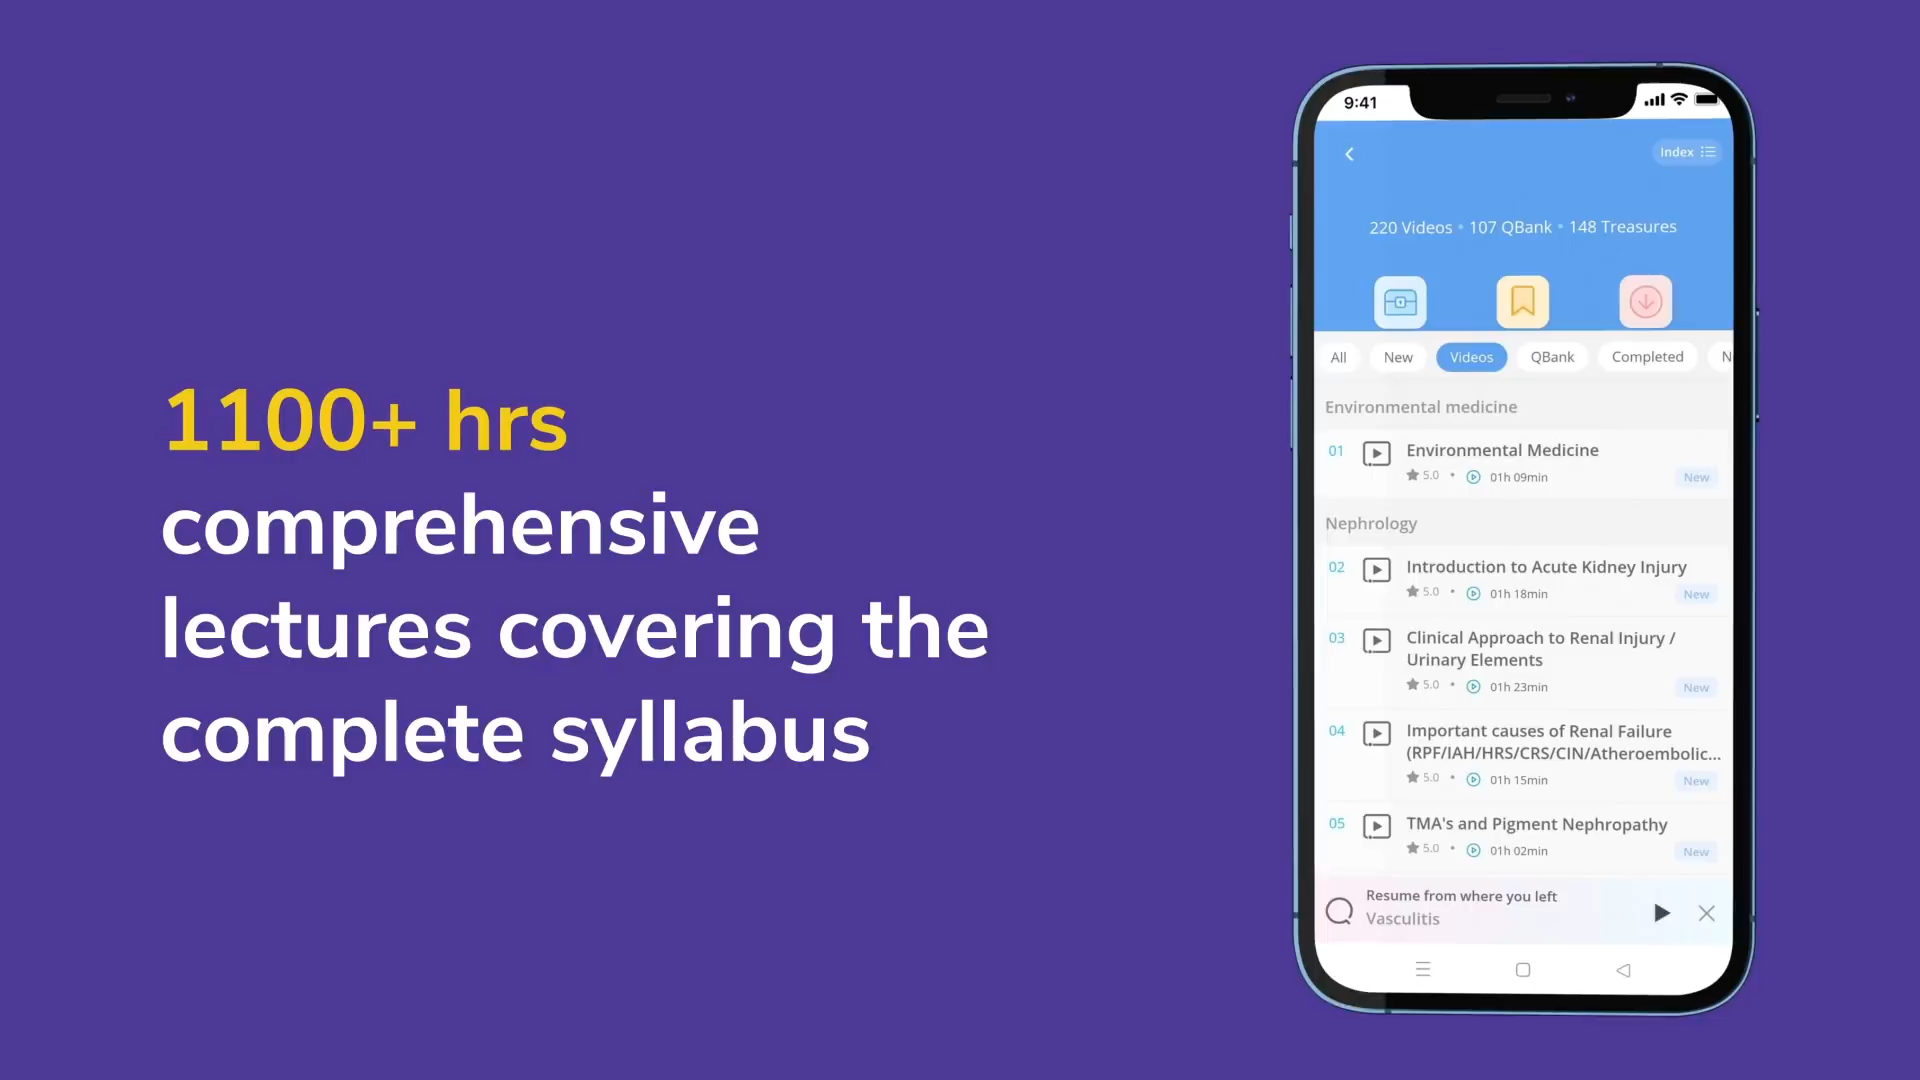 1100+ hrs
comprehensive
lectures covering the
complete syllabus
9:41
Index
220 Videos • 107 QBank • 148 Treasures
All New Videos QBank Completed N
Environmental medicine
01 Environmental Medicine
5.0 • 01h 09min
New
Nephrology
02 Introduction to Acute Kidney Injury
5.0 • 01h 18min
New
03 Clinical Approach to Renal Injury /
Urinary Elements
5.0 • 01h 23min
New
04 Important causes of Renal Failure
(RPF/IAH/HRS/CRS/CIN/Atheroembolic...
5.0 • 01h 15min
New
05 TMA's and Pigment Nephropathy
5.0 • 01h 02min
New
Resume from where you left
Vasculitis